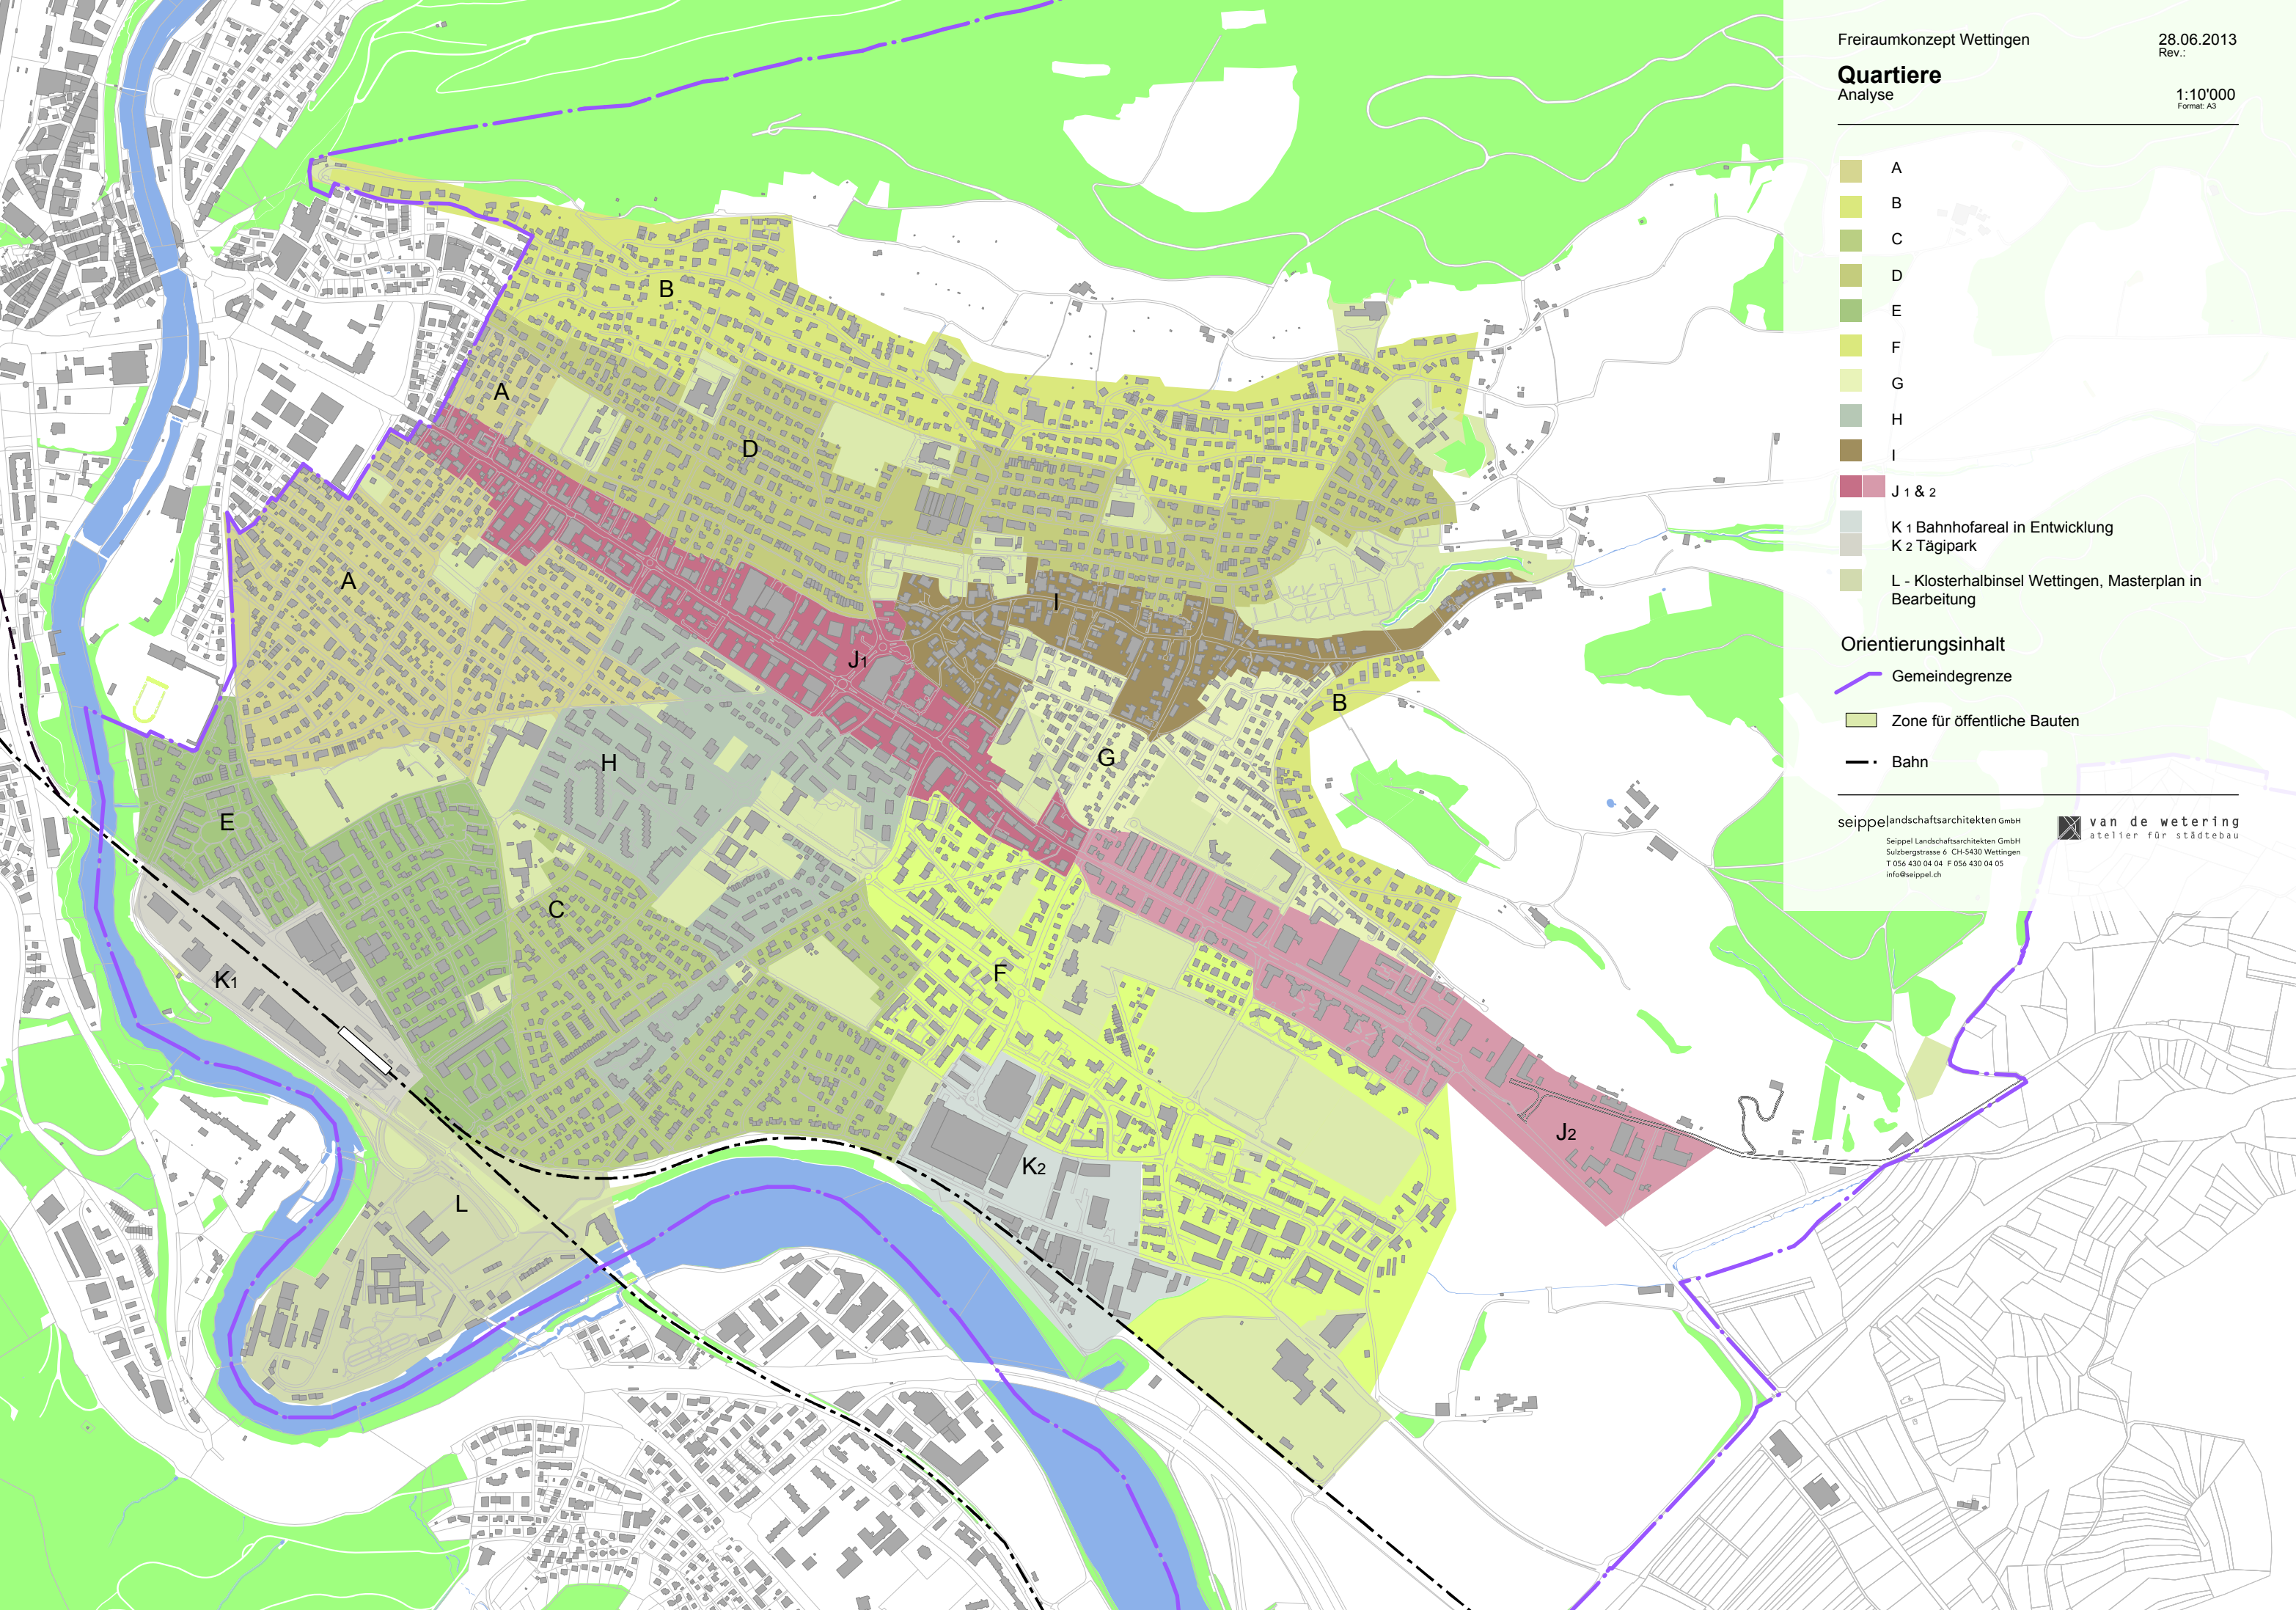 Freiraumkonzept Wettingen
28.06.2013
Rev.:
Quartiere
Analyse
1:10'000
Format: A3
A
B
C
D
E
F
G
H
I
J 1 & 2
K 1 Bahnhofareal in Entwicklung
K 2 Tägipark
L - Klosterhalbinsel Wettingen, Masterplan in
Bearbeitung
Orientierungsinhalt
Gemeindegrenze
Zone für öffentliche Bauten
Bahn
seippel landschaftsarchitekten GmbH
Seippel Landschaftsarchitekten GmbH
Sulzbergstrasse 6 CH-5430 Wettingen
T 056 430 04 04 F 056 430 04 05
info@seippel.ch
van de wetering
atelier für städtebau
B
A
D
A
I
J1
B
H
G
E
C
F
K1
J2
K2
L